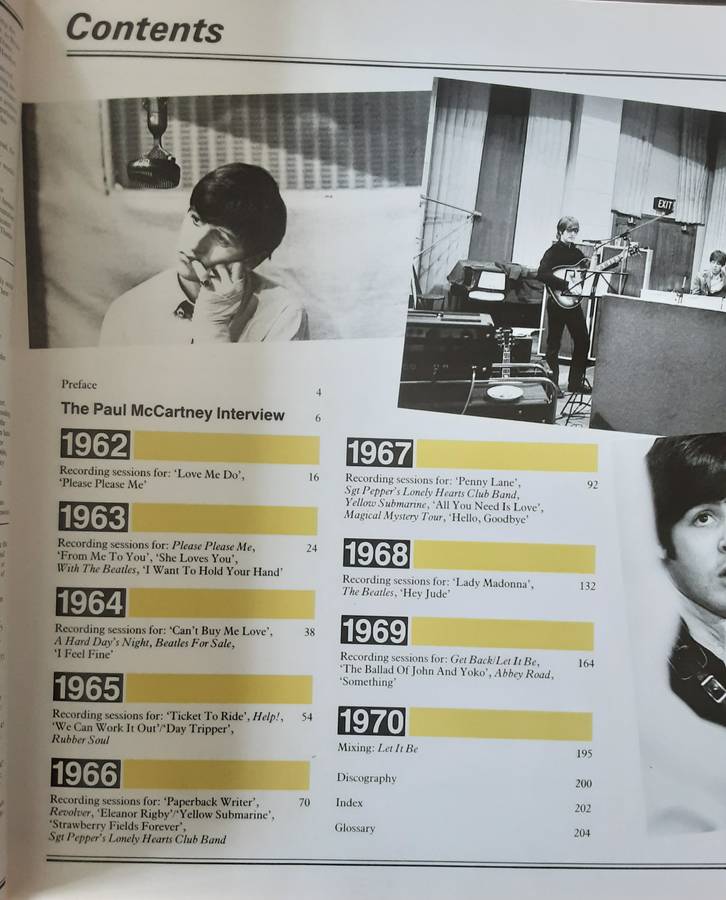 Contents
EXIT
Preface 4
The Paul McCartney Interview 6
1962
Recording sessions for: ‘Love Me Do’, 16
‘Please Please Me’
1963
Recording sessions for: Please Please Me, 24
‘From Me To You’, ‘She Loves You’,
With The Beatles, ‘I Want To Hold Your Hand’
1964
Recording sessions for: ‘Can't Buy Me Love’, 38
A Hard Day's Night, Beatles For Sale,
‘I Feel Fine’
1965
Recording sessions for: ‘Ticket To Ride’, Help!, 54
‘We Can Work It Out’/‘Day Tripper’,
Rubber Soul
1966
Recording sessions for: ‘Paperback Writer’, 70
Revolver, ‘Eleanor Rigby’/‘Yellow Submarine’,
‘Strawberry Fields Forever’,
Sgt Pepper's Lonely Hearts Club Band
1967
Recording sessions for: ‘Penny Lane’, 92
Sgt Pepper's Lonely Hearts Club Band,
Yellow Submarine, ‘All You Need Is Love’,
Magical Mystery Tour, ‘Hello, Goodbye’
1968
Recording sessions for: ‘Lady Madonna’, 132
The Beatles, ‘Hey Jude’
1969
Recording sessions for: Get Back/Let It Be, 164
‘The Ballad Of John And Yoko’, Abbey Road,
‘Something’
1970
Mixing: Let It Be 195
Discography 200
Index 202
Glossary 204